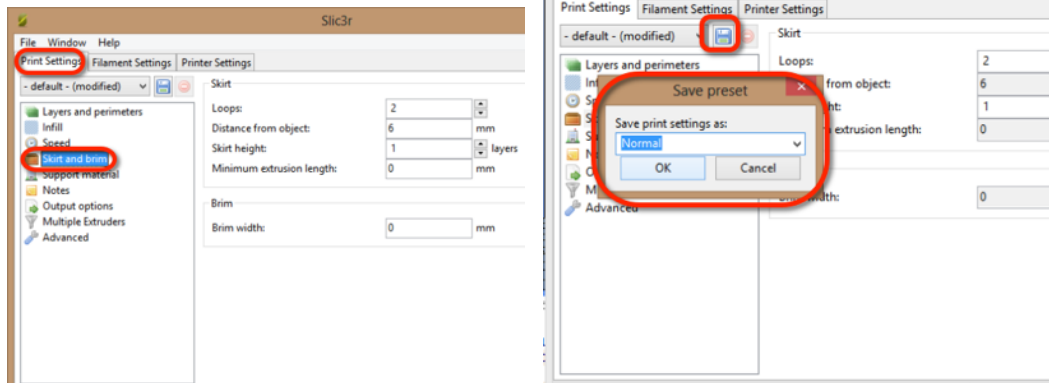 Slic3r
File Window Help
Print Settings Filament Settings Printer Settings
- default - (modified)
Layers and perimeters
Infill
Speed
Skirt and brim
Support material
Notes
Output options
Multiple Extruders
Advanced
Skirt
Loops: 2
Distance from object: 6 mm
Skirt height: 1 layers
Minimum extrusion length: 0 mm
Brim
Brim width: 0 mm
Print Settings Filament Settings Printer Settings
- default - (modified)
Layers and perimeters
Advanced
Skirt
Loops: 2
from object: 6
1
extrusion length: 0
0
Save preset
Save print settings as:
Normal
OK Cancel